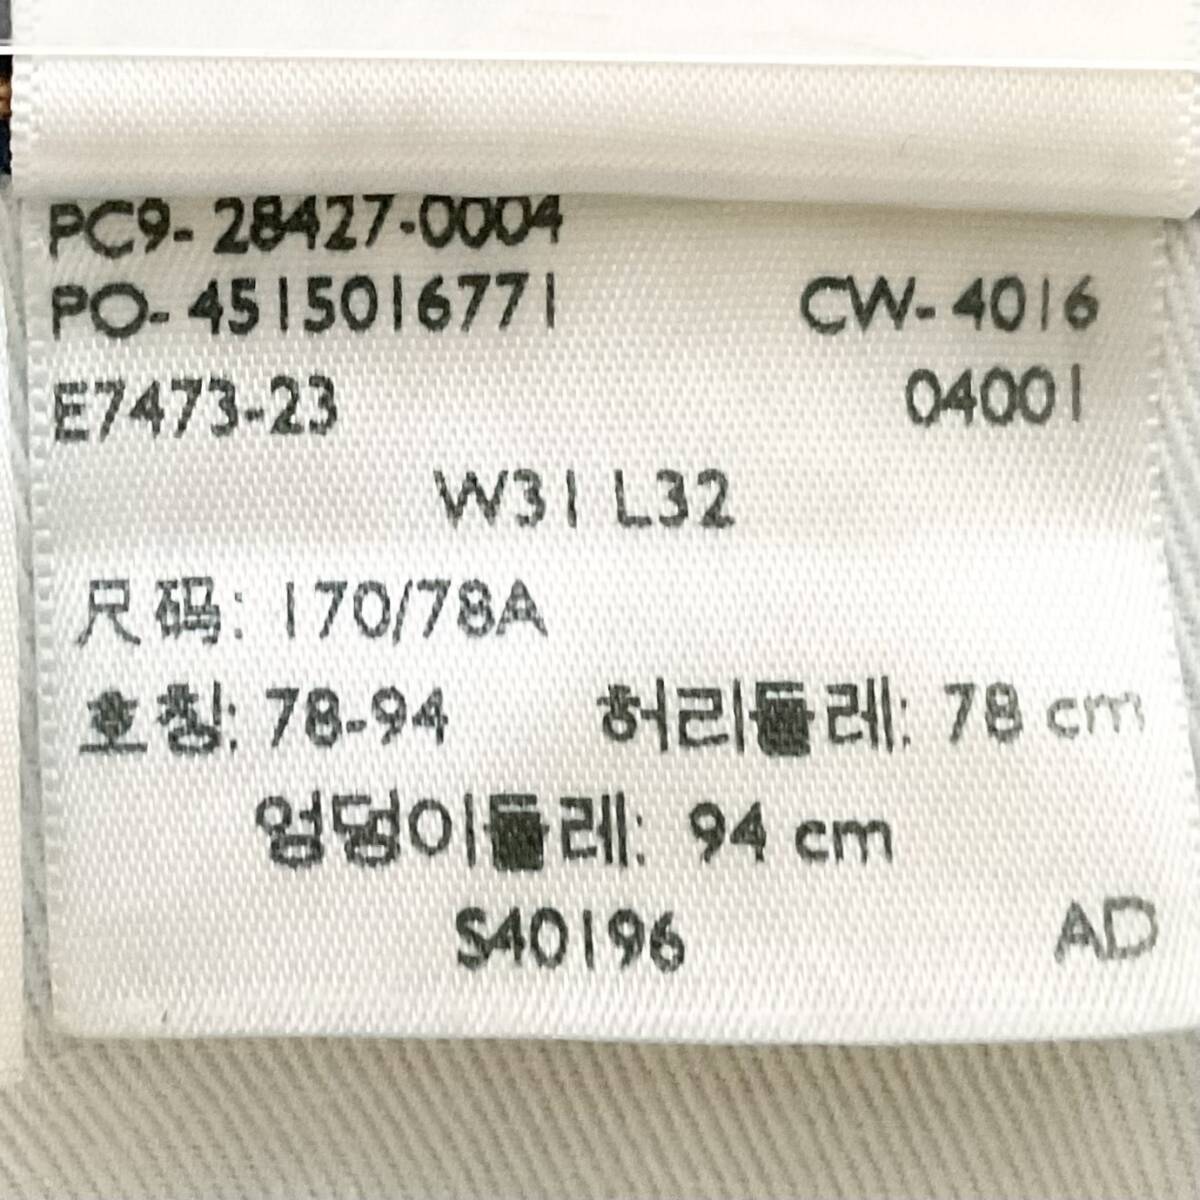 PC9-28427-0004
PO-4515016771 CW-4016
E7473-23 04001
W31 L32
尺码: 170/78A
호칭: 78-94 허리둘레: 78 cm
엉덩이둘레: 94 cm
S40196 AD